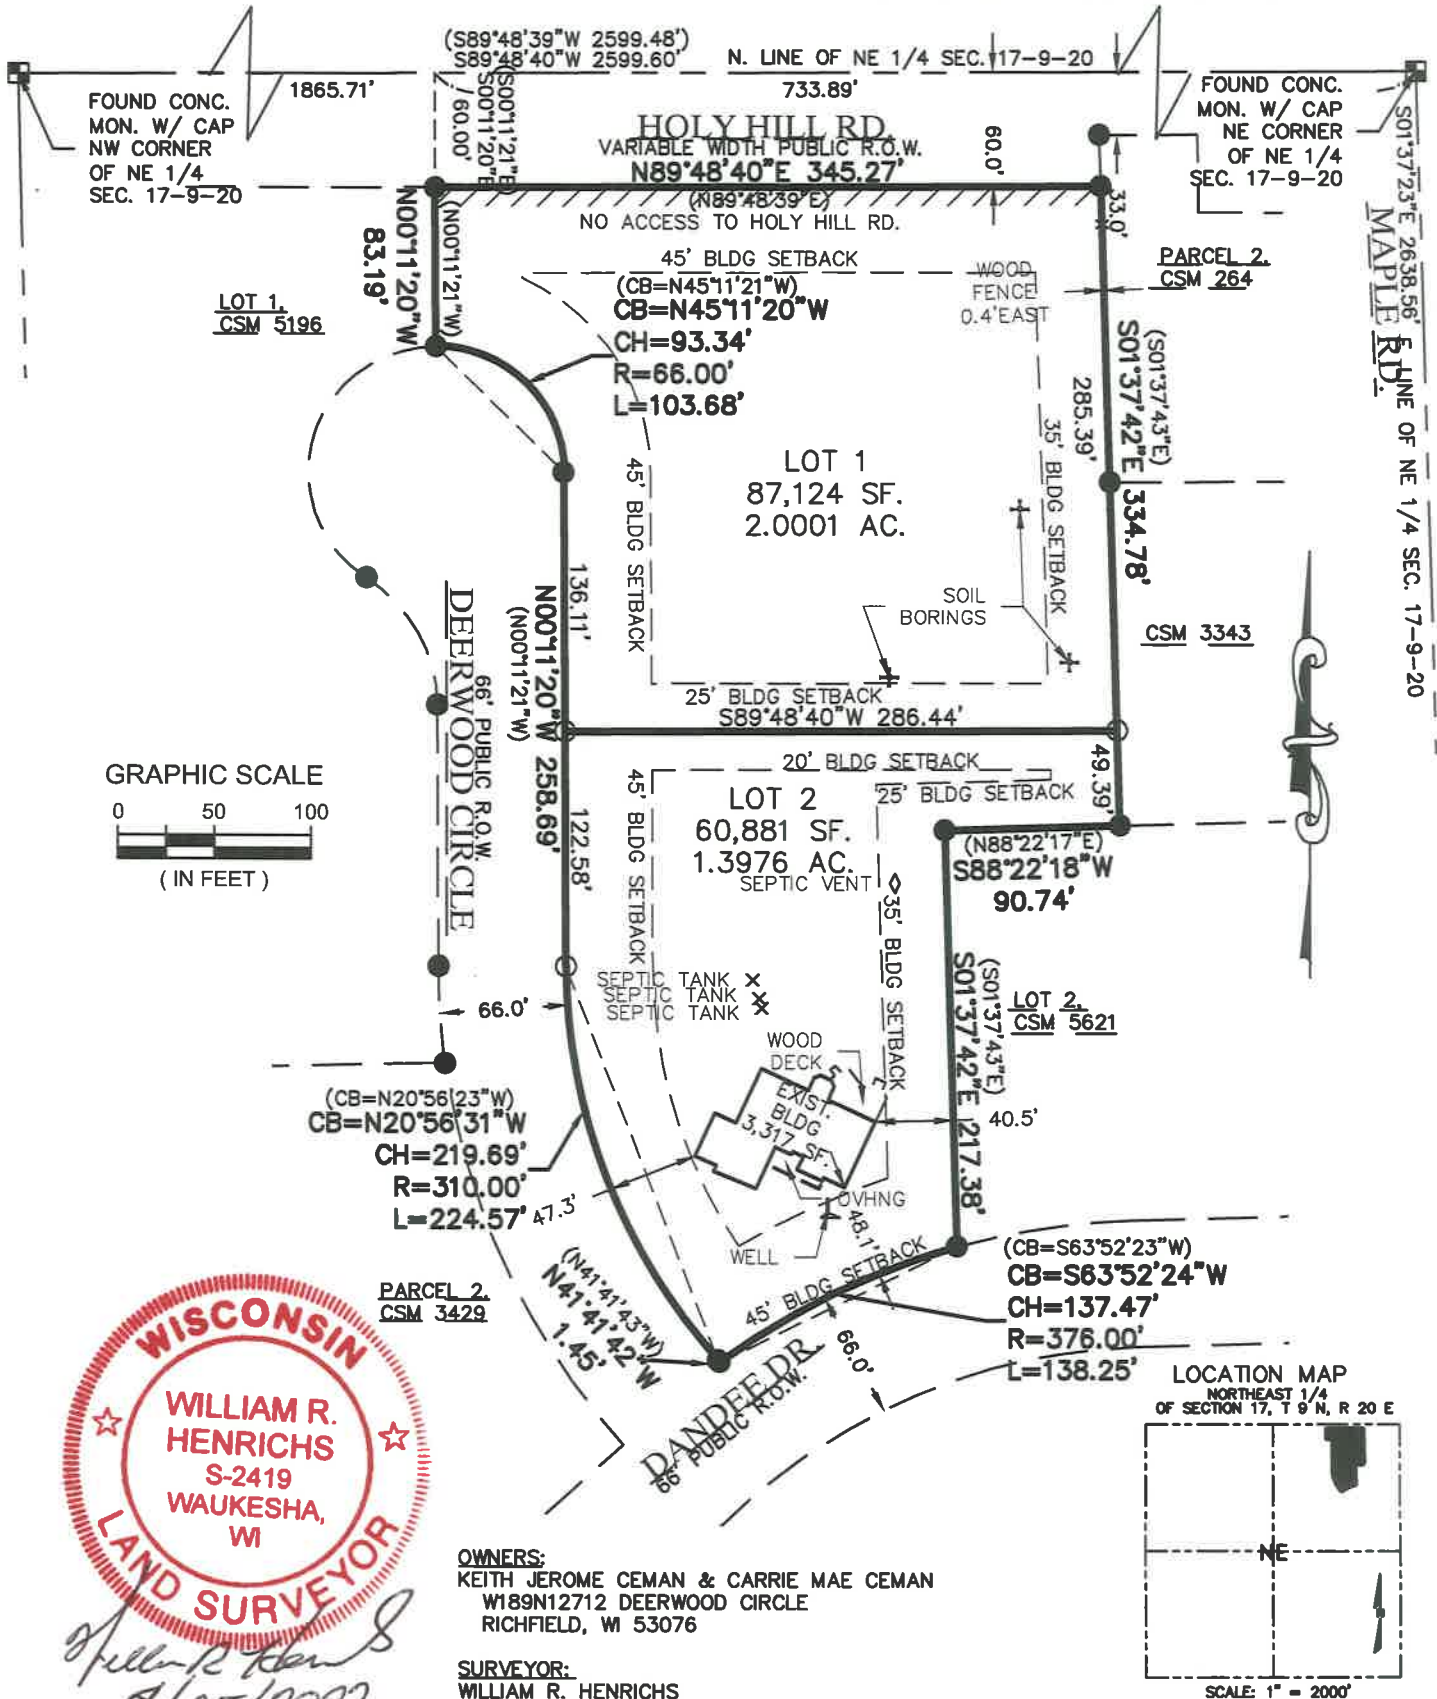 (S89°48'39"W 2599.48')
S89°48'40"W 2599.60'
N. LINE OF NE 1/4 SEC. 17-9-20
1865.71'
733.89'
FOUND CONC.
MON. W/ CAP
NW CORNER
OF NE 1/4
SEC. 17-9-20
FOUND CONC.
MON. W/ CAP
NE CORNER
OF NE 1/4
SEC. 17-9-20
60.00'
S00°11'20"E
(S00°11'21"E)
HOLY HILL RD.
VARIABLE WIDTH PUBLIC R.O.W.
N89°48'40"E 345.27'
(N89°48'39"E)
NO ACCESS TO HOLY HILL RD.
60.0'
33.0'
S01°37'23"E 2638.56'
E. LINE OF NE 1/4 SEC. 17-9-20
MAPLE RD.
N00°11'20"W
83.19'
(N00°11'21"W)
LOT 1,
CSM 5196
45' BLDG SETBACK
(CB=N45°11'21"W)
CB=N45°11'20"W
CH=93.34'
R=66.00'
L=103.68'
WOOD
FENCE
0.4'EAST
PARCEL 2,
CSM 264
(S01°37'43"E)
S01°37'42"E 334.78'
285.39'
35' BLDG SETBACK
45' BLDG SETBACK
LOT 1
87,124 SF.
2.0001 AC.
SOIL
BORINGS
CSM 3343
136.11'
N00°11'20"W 258.69'
(N00°11'21"W)
DEERWOOD CIRCLE
66' PUBLIC R.O.W.
25' BLDG SETBACK
S89°48'40"W 286.44'
20' BLDG SETBACK
25' BLDG SETBACK
49.39'
GRAPHIC SCALE
0 50 100
( IN FEET )
45' BLDG SETBACK
122.58'
LOT 2
60,881 SF.
1.3976 AC.
SEPTIC VENT
35' BLDG SETBACK
(N88°22'17"E)
S88°22'18"W
90.74'
SEPTIC TANK
SEPTIC TANK
SEPTIC TANK
66.0'
(S01°37'43"E)
S01°37'42"E 217.38'
LOT 2,
CSM 5621
WOOD
DECK
EXIST.
BLDG
3,317 SF.
40.5'
(CB=N20°56'23"W)
CB=N20°56'31"W
CH=219.69'
R=310.00'
L=224.57'
47.3'
OVHNG
WELL
48.1'
45' BLDG SETBACK
(CB=S63°52'23"W)
CB=S63°52'24"W
CH=137.47'
R=376.00'
L=138.25'
PARCEL 2,
CSM 3429
(N41°41'43"W)
N41°41'42"W
1.45'
66.0'
DANDEE DR.
66' PUBLIC R.O.W.
WISCONSIN
WILLIAM R.
HENRICHS
S-2419
WAUKESHA,
WI
LAND SURVEYOR
LOCATION MAP
NORTHEAST 1/4
OF SECTION 17, T 9 N, R 20 E
NE
SCALE: 1" = 2000'
OWNERS:
KEITH JEROME CEMAN & CARRIE MAE CEMAN
W189N12712 DEERWOOD CIRCLE
RICHFIELD, WI 53076
SURVEYOR:
WILLIAM R. HENRICHS